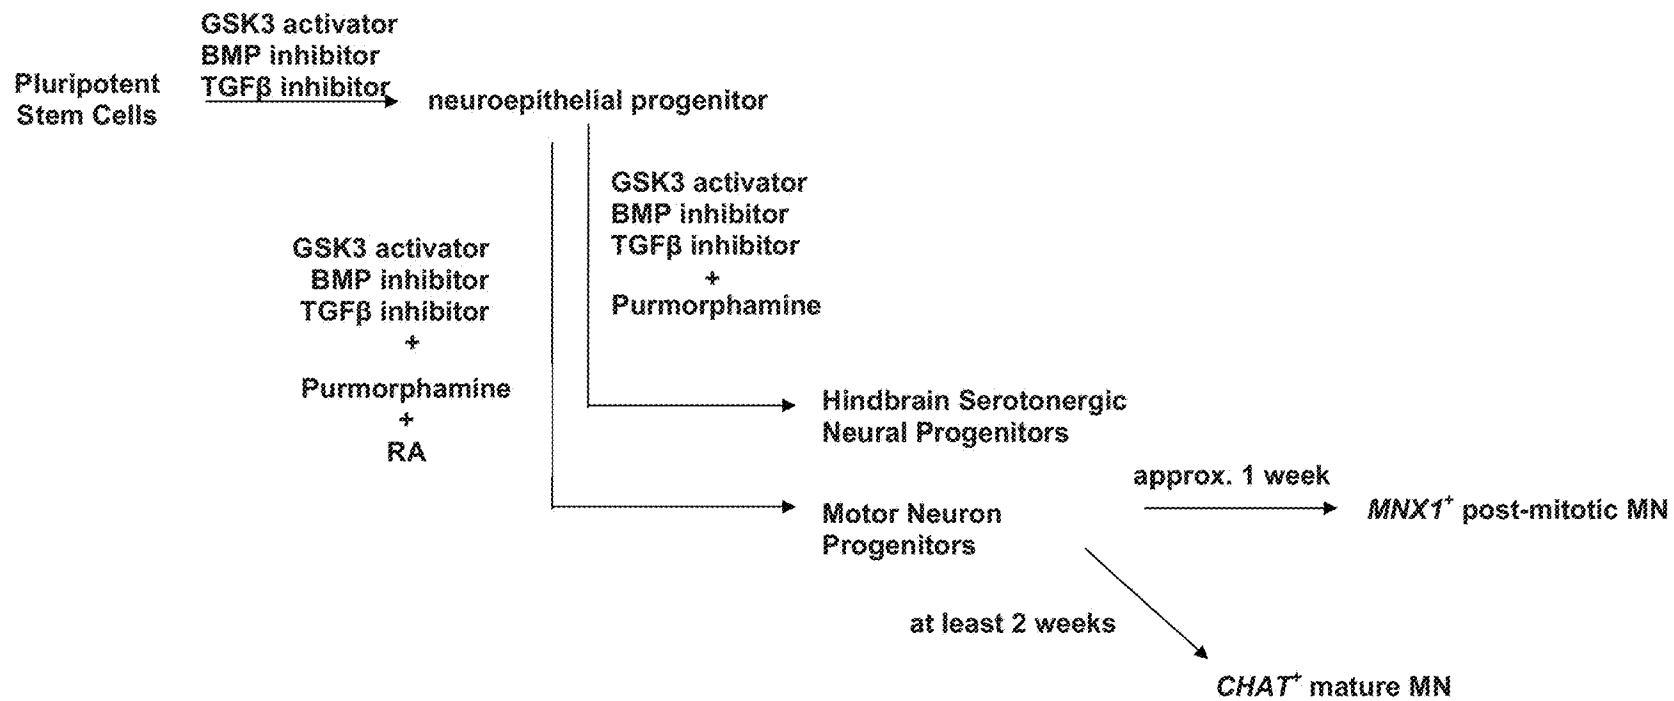 GSK3 activator
BMP inhibitor
TGFβ inhibitor
Pluripotent
Stem Cells
neuroepithelial progenitor
GSK3 activator
BMP inhibitor
TGFβ inhibitor
+
Purmorphamine
GSK3 activator
BMP inhibitor
TGFβ inhibitor
+
Purmorphamine
+
RA
Hindbrain Serotonergic
Neural Progenitors
Motor Neuron
Progenitors
approx. 1 week
MNX1⁺ post-mitotic MN
at least 2 weeks
CHAT⁺ mature MN